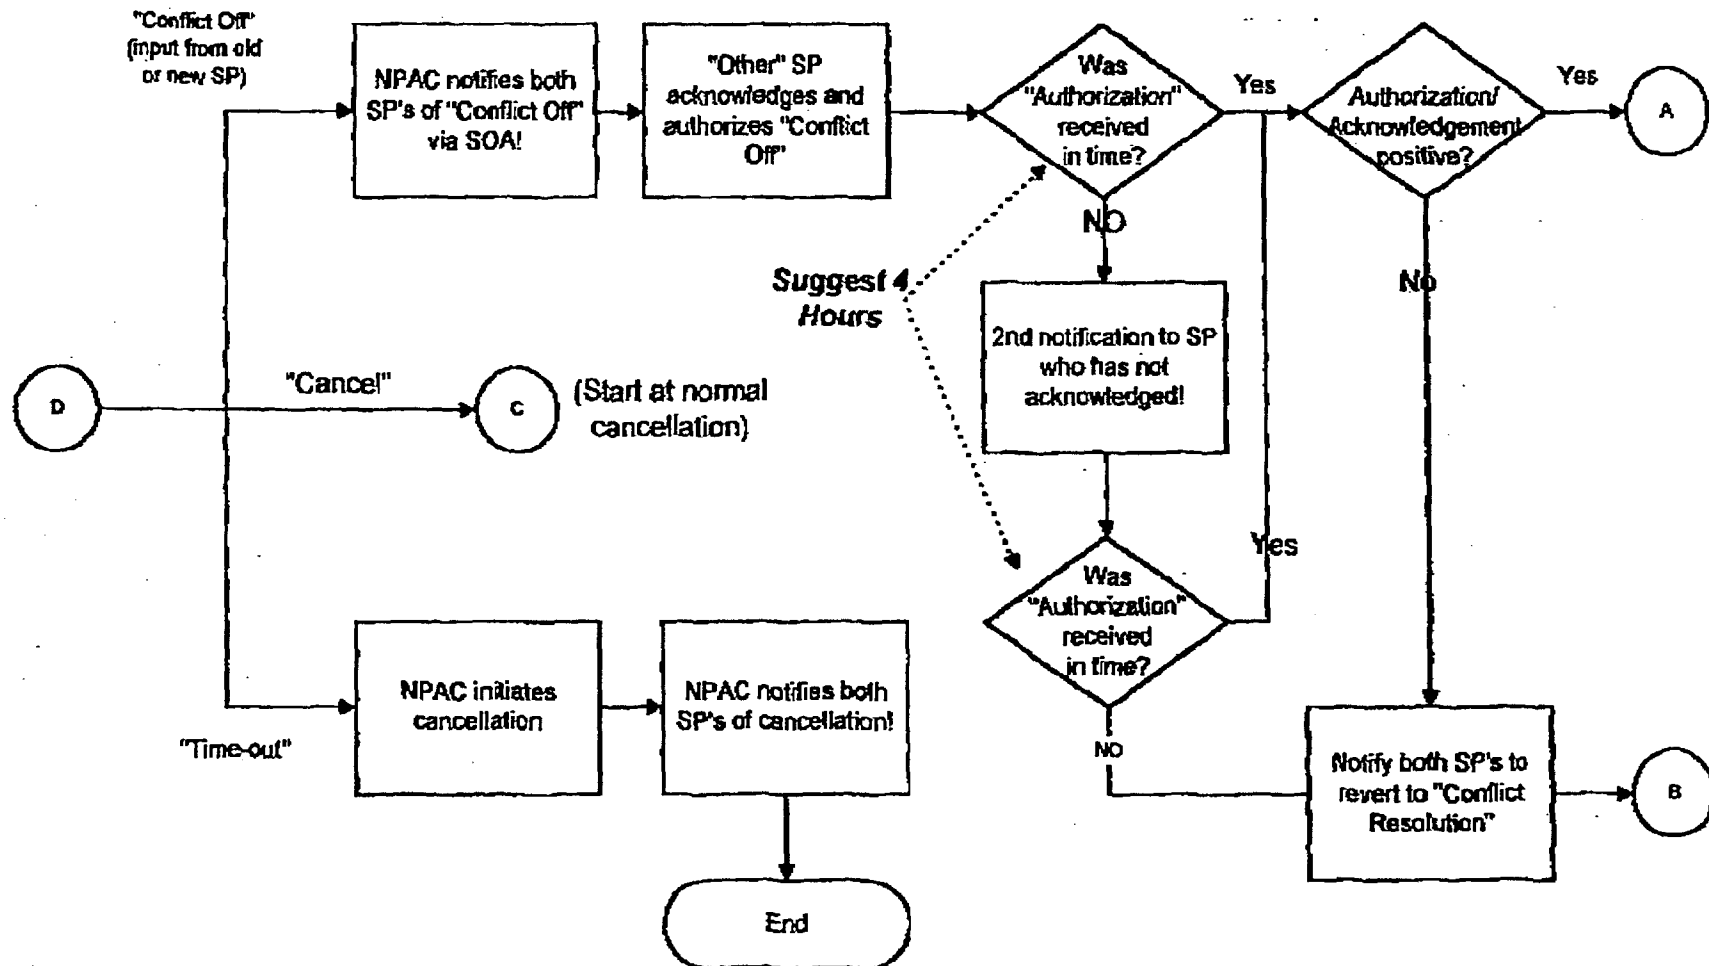 "Conflict Off"
(input from old
or new SP)
NPAC notifies both
SP's of "Conflict Off"
via SOA!
"Other" SP
acknowledges and
authorizes "Conflict
Off"
Was
"Authorization"
received
in time?
Yes
Authorization/
Acknowledgement
positive?
Yes
A
NO
No
Suggest 4
Hours
2nd notification to SP
who has not
acknowledged!
D
"Cancel"
C
(Start at normal
cancellation)
Yes
Was
"Authorization"
received
in time?
NPAC initiates
cancellation
NPAC notifies both
SP's of cancellation!
"Time-out"
NO
Notify both SP's to
revert to "Conflict
Resolution"
B
End